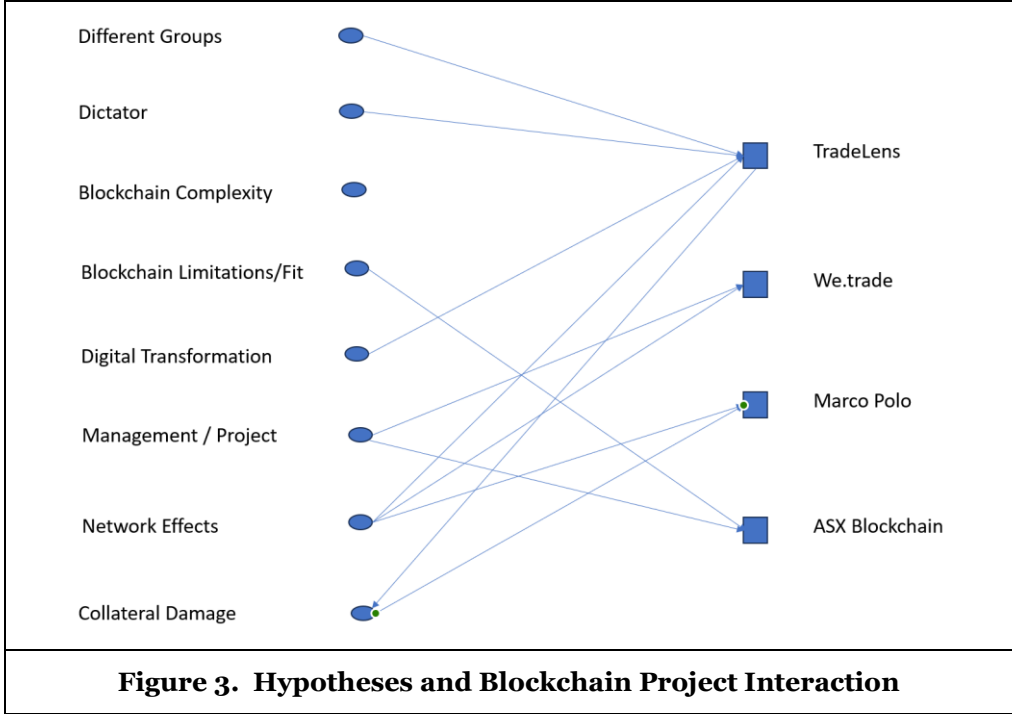 Different Groups
Dictator
TradeLens
Blockchain Complexity
Blockchain Limitations/Fit
We.trade
Digital Transformation
Marco Polo
Management / Project
Network Effects
ASX Blockchain
Collateral Damage
Figure 3. Hypotheses and Blockchain Project Interaction